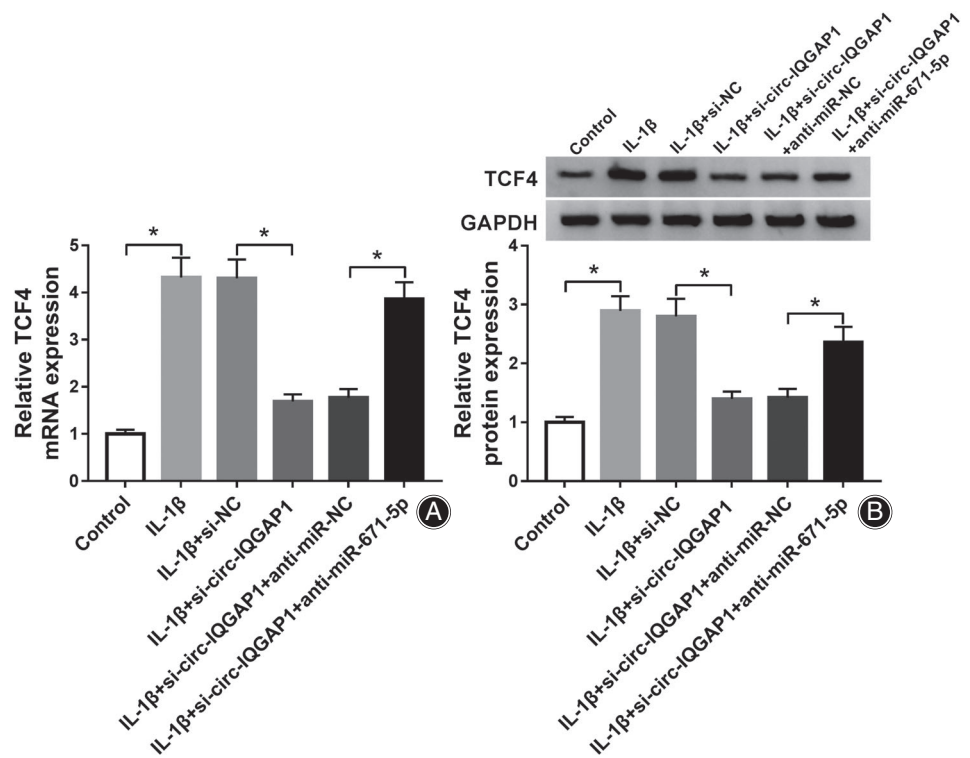 Control
IL-1β
IL-1β+si-NC
IL-1β+si-circ-IQGAP1
IL-1β+si-circ-IQGAP1
+anti-miR-NC
IL-1β+si-circ-IQGAP1
+anti-miR-671-5p
TCF4
GAPDH
Relative TCF4
mRNA expression
5
4
3
2
1
0
*
*
*
Control
IL-1β
IL-1β+si-NC
IL-1β+si-circ-IQGAP1
IL-1β+si-circ-IQGAP1+anti-miR-NC
IL-1β+si-circ-IQGAP1+anti-miR-671-5p
A
Relative TCF4
protein expression
4
3
2
1
0
*
*
*
Control
IL-1β
IL-1β+si-NC
IL-1β+si-circ-IQGAP1
IL-1β+si-circ-IQGAP1+anti-miR-NC
IL-1β+si-circ-IQGAP1+anti-miR-671-5p
B